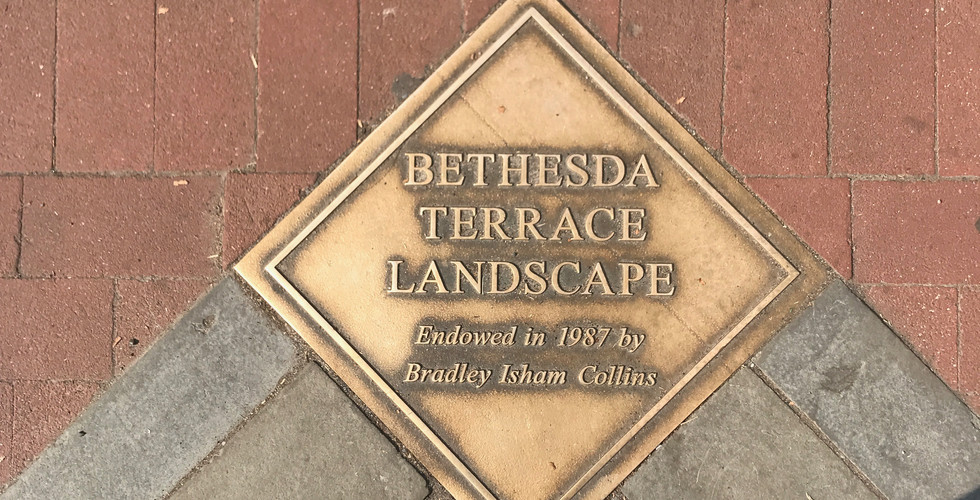 BETHESDA
TERRACE
LANDSCAPE
Endowed in 1987 by
Bradley Isham Collins